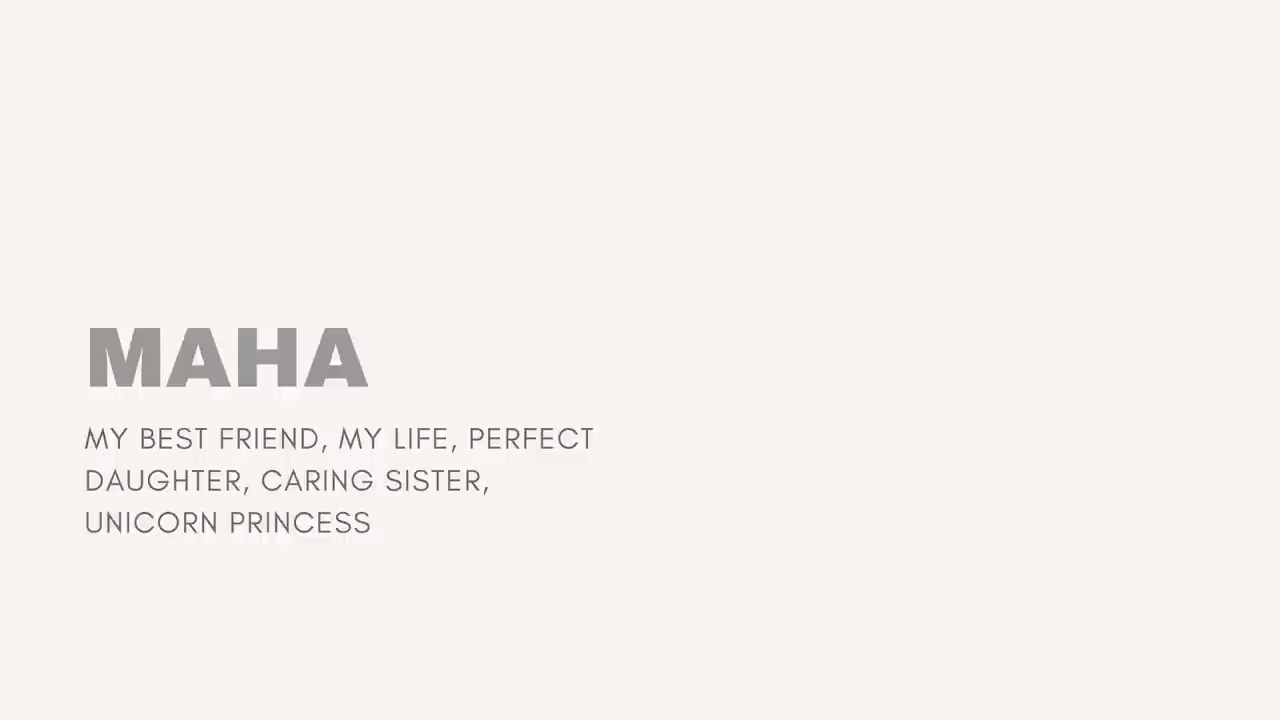 MAHA
MY BEST FRIEND, MY LIFE, PERFECT
DAUGHTER, CARING SISTER,
UNICORN PRINCESS